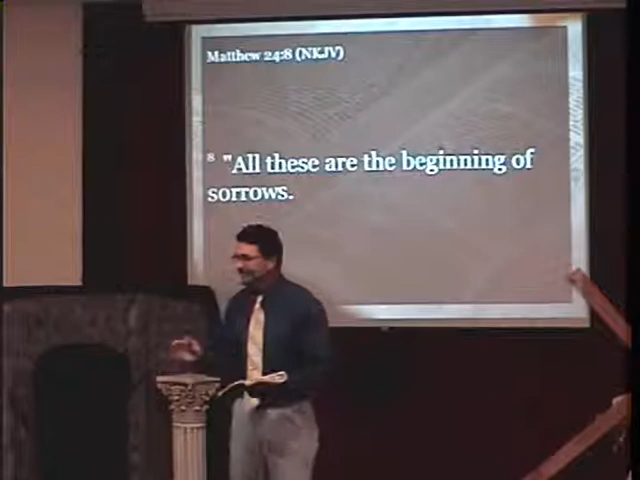 Matthew 24:8 (NKJV)
8 "All these are the beginning of
sorrows.